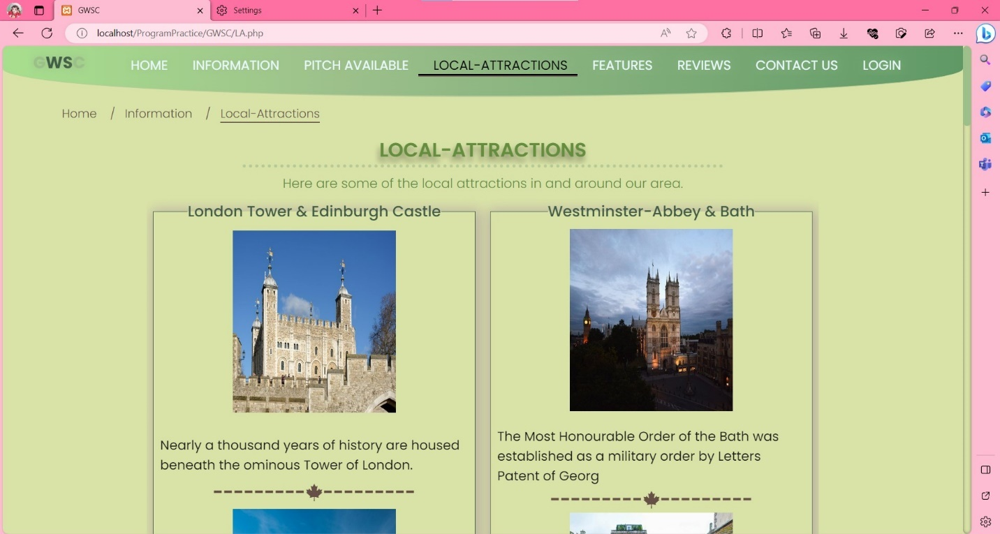 GWSC
Settings
localhost/ProgramPractice/GWSC/LA.php
GWSC
HOME INFORMATION PITCH AVAILABLE LOCAL-ATTRACTIONS FEATURES REVIEWS CONTACT US LOGIN
Home / Information / Local-Attractions
LOCAL-ATTRACTIONS
Here are some of the local attractions in and around our area.
London Tower & Edinburgh Castle
Nearly a thousand years of history are housed
beneath the ominous Tower of London.
Westminster-Abbey & Bath
The Most Honourable Order of the Bath was
established as a military order by Letters
Patent of Georg